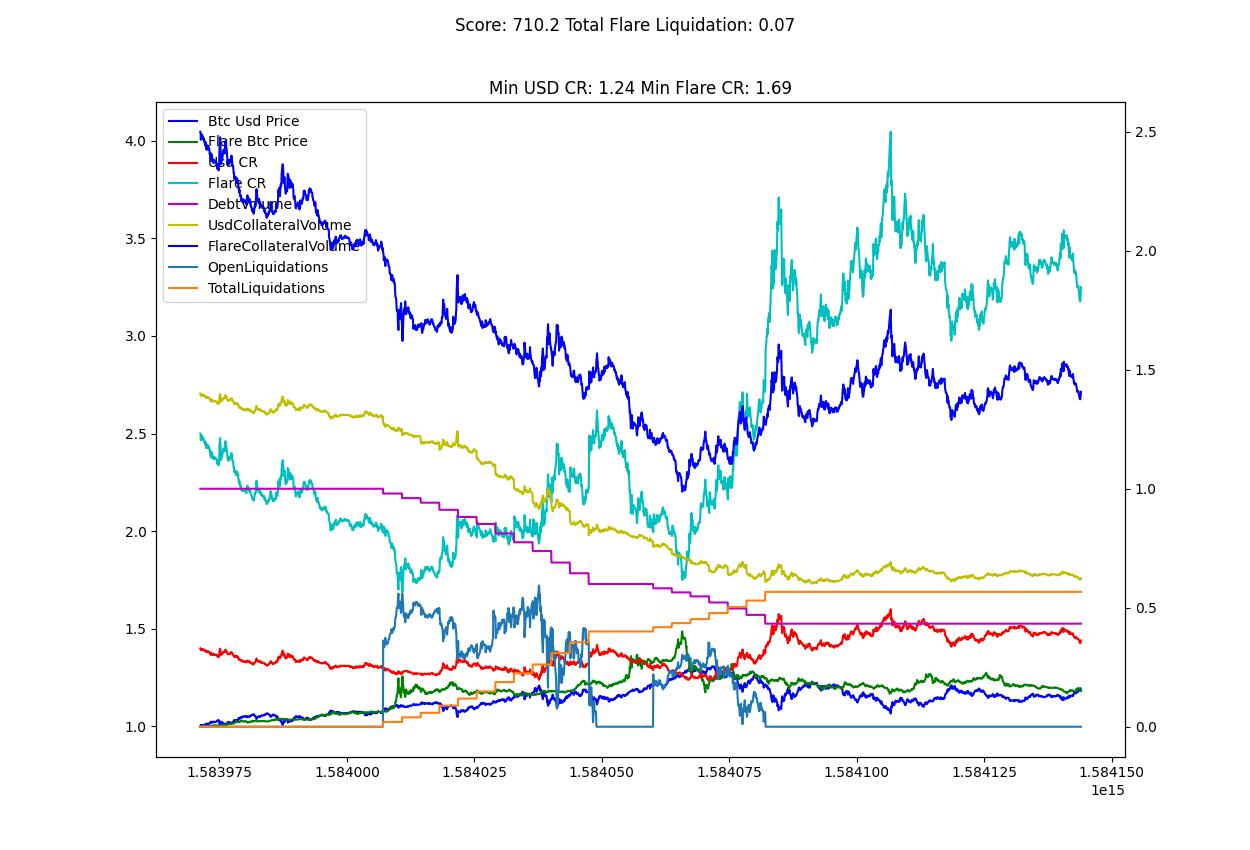 Score: 710.2 Total Flare Liquidation: 0.07
Min USD CR: 1.24 Min Flare CR: 1.69
Btc Usd Price
Flare Btc Price
Usd CR
Flare CR
DebtVolume
UsdCollateralVolume
FlareCollateralVolume
OpenLiquidations
TotalLiquidations
4.0
3.5
3.0
2.5
2.0
1.5
1.0
2.5
2.0
1.5
1.0
0.5
0.0
1.583975 1.584000 1.584025 1.584050 1.584075 1.584100 1.584125 1.584150
1e15